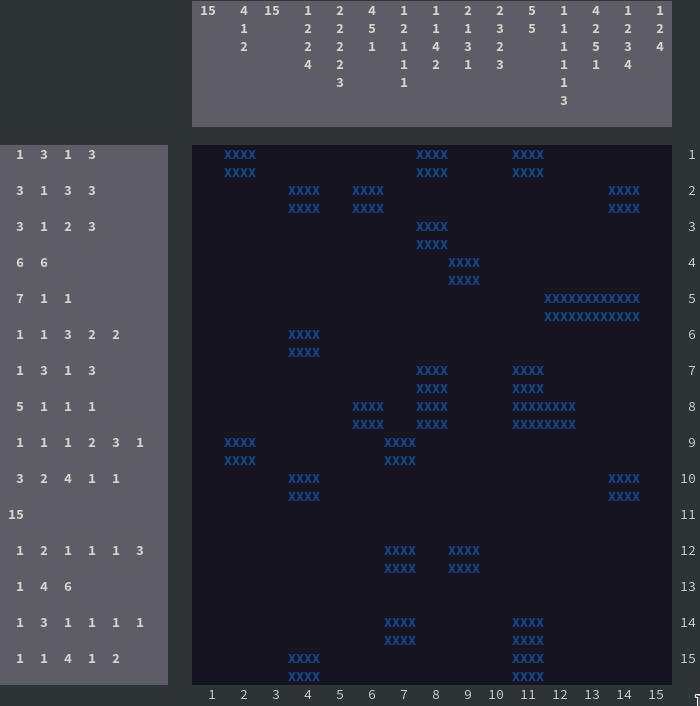 15 4 15 1 2 4 1 1 2 2 5 1 4 1 1
1 2 2 5 2 1 1 3 5 1 2 2 2
2 2 2 1 1 4 3 2 1 5 3 4
4 2 1 2 1 3 1 1 4
3 1 1
3
1 3 1 3 XXXX XXXX XXXX 1
XXXX XXXX XXXX
3 1 3 3 XXXX XXXX XXXX 2
XXXX XXXX XXXX
3 1 2 3 XXXX 3
XXXX
6 6 XXXX 4
XXXX
7 1 1 XXXXXXXXXXXX 5
XXXXXXXXXXXX
1 1 3 2 2 XXXX 6
XXXX
1 3 1 3 XXXX XXXX 7
XXXX XXXX
5 1 1 1 XXXX XXXX XXXXXXXX 8
XXXX XXXX XXXXXXXX
1 1 1 2 3 1 XXXX XXXX 9
XXXX XXXX
3 2 4 1 1 XXXX XXXX 10
XXXX XXXX
15 11
1 2 1 1 1 3 XXXX XXXX 12
XXXX XXXX
1 4 6 13
1 3 1 1 1 1 XXXX XXXX 14
XXXX XXXX
1 1 4 1 2 XXXX XXXX 15
XXXX XXXX
1 2 3 4 5 6 7 8 9 10 11 12 13 14 15